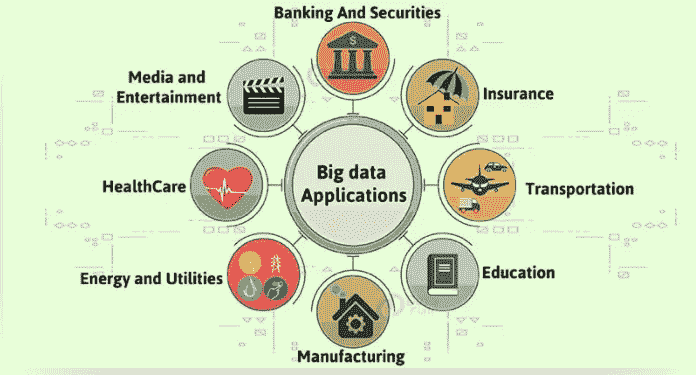 Banking And Securities
Media and
Entertainment
Insurance
HealthCare
Big data
Applications
Transportation
Energy and Utilities
Education
Manufacturing